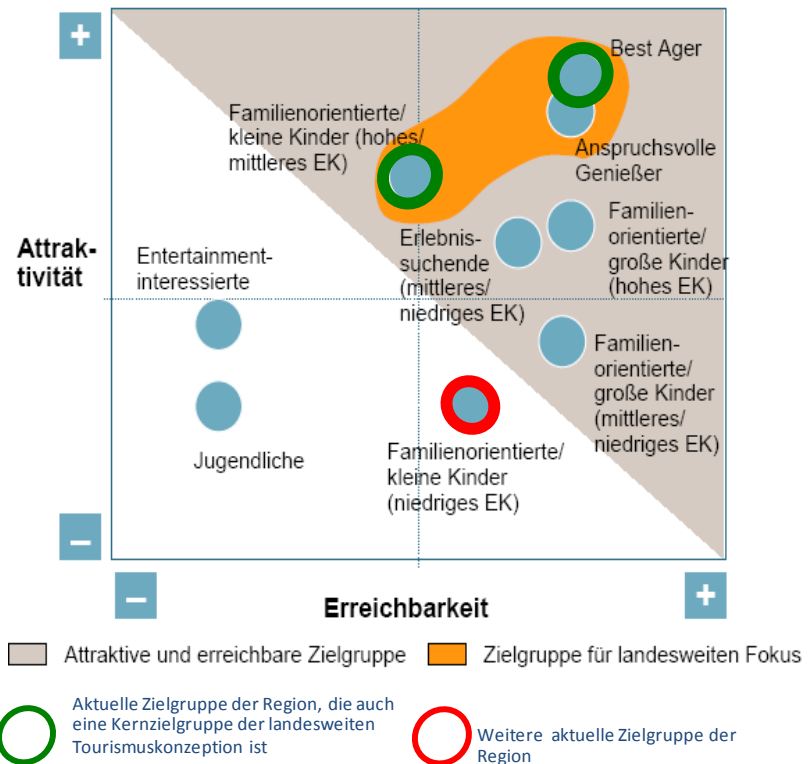 +
Best Ager
Familienorientierte/
kleine Kinder (hohes/
mittleres EK)
Anspruchsvolle
Genießer
Attrak-
tivität
Entertainment-
interessierte
Erlebnis-
suchende
(mittleres/
niedriges EK)
Familien-
orientierte/
große Kinder
(hohes EK)
Familien-
orientierte/
große Kinder
(mittleres/
niedriges EK)
Jugendliche
Familienorientierte/
kleine Kinder
(niedriges EK)
–
–
Erreichbarkeit
+
Attraktive und erreichbare Zielgruppe
Zielgruppe für landesweiten Fokus
Aktuelle Zielgruppe der Region, die auch
eine Kernzielgruppe der landesweiten
Tourismuskonzeption ist
Weitere aktuelle Zielgruppe der
Region